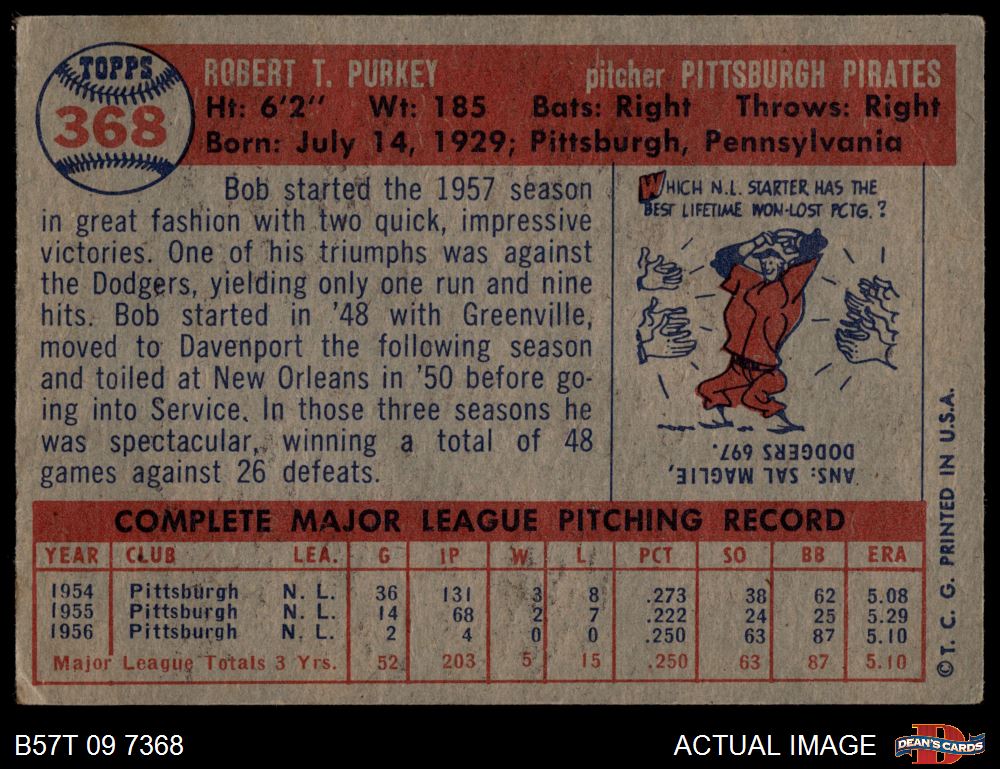 TOPPS
368
ROBERT T. PURKEY pitcher PITTSBURGH PIRATES
Ht: 6'2" Wt: 185 Bats: Right Throws: Right
Born: July 14, 1929; Pittsburgh, Pennsylvania
Bob started the 1957 season
in great fashion with two quick, impressive
victories. One of his triumphs was against
the Dodgers, yielding only one run and nine
hits. Bob started in '48 with Greenville,
moved to Davenport the following season
and toiled at New Orleans in '50 before go-
ing into Service. In those three seasons he
was spectacular, winning a total of 48
games against 26 defeats.
WHICH N.L. STARTER HAS THE
BEST LIFETIME WON-LOST PCTG.?
ANS: SAL MAGLIE,
DODGERS 697.
COMPLETE MAJOR LEAGUE PITCHING RECORD
YEAR CLUB LEA. G IP W L PCT SO BB ERA
1954 Pittsburgh N. L. 36 131 3 8 .273 38 62 5.08
1955 Pittsburgh N. L. 14 68 2 7 .222 24 25 5.29
1956 Pittsburgh N. L. 2 4 0 0 .250 63 87 5.10
Major League Totals 3 Yrs. 52 203 5 15 .250 63 87 5.10
© T. C. G. PRINTED IN U.S.A.
B57T 09 7368
ACTUAL IMAGE
DEAN'S CARDS